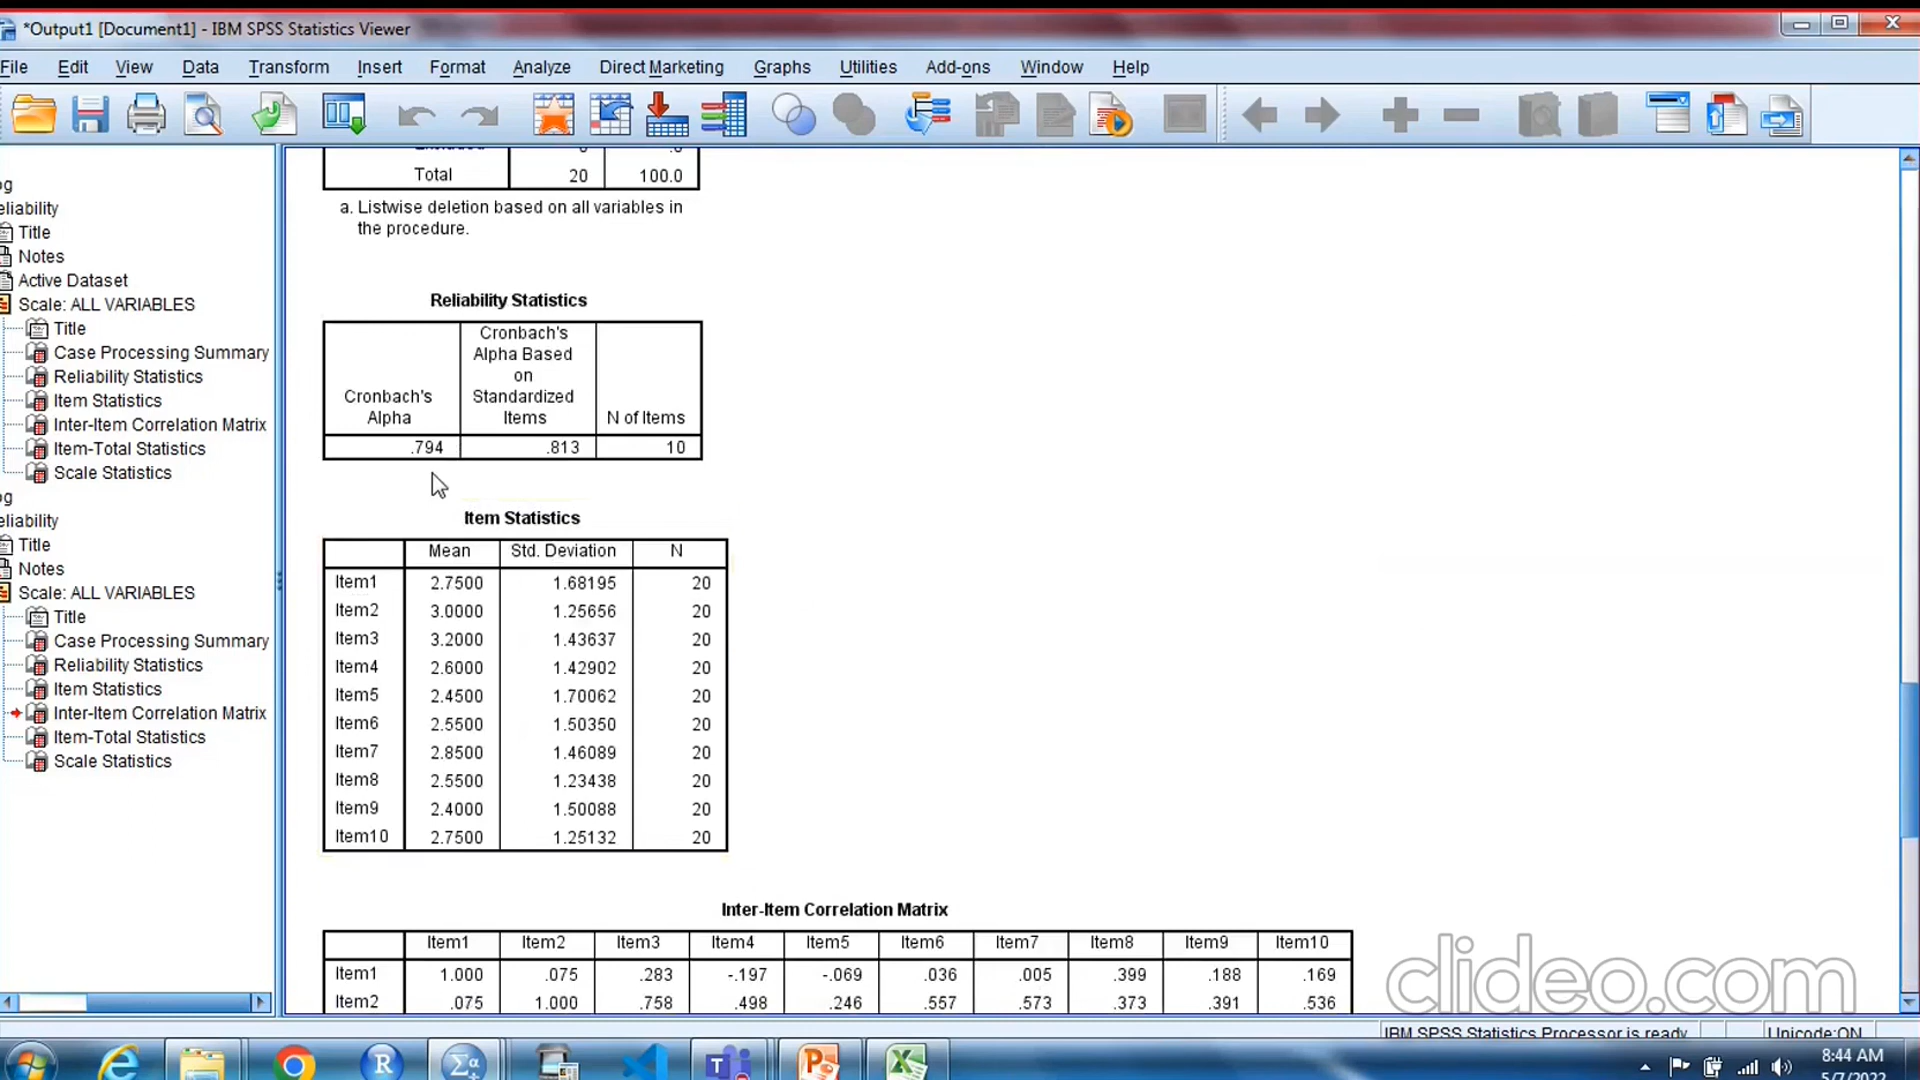 *Output1 [Document1] - IBM SPSS Statistics Viewer
File Edit View Data Transform Insert Format Analyze Direct Marketing Graphs Utilities Add-ons Window Help
og
eliability
Title
Notes
Active Dataset
Scale: ALL VARIABLES
Title
Case Processing Summary
Reliability Statistics
Item Statistics
Inter-Item Correlation Matrix
Item-Total Statistics
Scale Statistics
og
eliability
Title
Notes
Scale: ALL VARIABLES
Title
Case Processing Summary
Reliability Statistics
Item Statistics
Inter-Item Correlation Matrix
Item-Total Statistics
Scale Statistics
Total 20 100.0
a. Listwise deletion based on all variables in
the procedure.
Reliability Statistics
Cronbach's
Alpha
Cronbach's
Alpha Based
on
Standardized
Items
N of Items
.794 .813 10
Item Statistics
Mean Std. Deviation N
Item1 2.7500 1.68195 20
Item2 3.0000 1.25656 20
Item3 3.2000 1.43637 20
Item4 2.6000 1.42902 20
Item5 2.4500 1.70062 20
Item6 2.5500 1.50350 20
Item7 2.8500 1.46089 20
Item8 2.5500 1.23438 20
Item9 2.4000 1.50088 20
Item10 2.7500 1.25132 20
Inter-Item Correlation Matrix
Item1 Item2 Item3 Item4 Item5 Item6 Item7 Item8 Item9 Item10
Item1 1.000 .075 .283 -.197 -.069 .036 .005 .399 .188 .169
Item2 .075 1.000 .758 .498 .246 .557 .573 .373 .391 .536
clideo.com
IBM SPSS Statistics Processor is ready
Unicode:ON
8:44 AM
5/7/2022